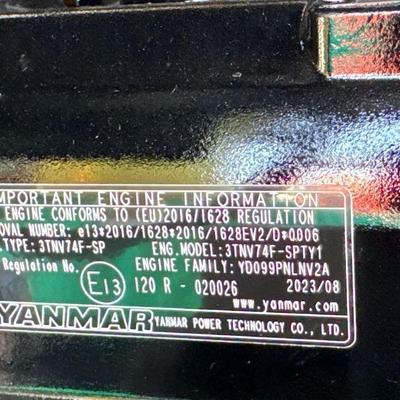 IMPORTANT ENGINE INFORMATION
ENGINE CONFORMS TO (EU)2016/1628 REGULATION
OVAL NUMBER: e13*2016/1628*2016/1628EV2/D*0006
.TYPE: 3TNV74F-SP ENG.MODEL: 3TNV74F-SPTY1
Regulation No. ENGINE FAMILY: YD099PNLNV2A
E13 120 R - 020026 2023/08
www.yanmar.com
YANMAR YANMAR POWER TECHNOLOGY CO., LTD.